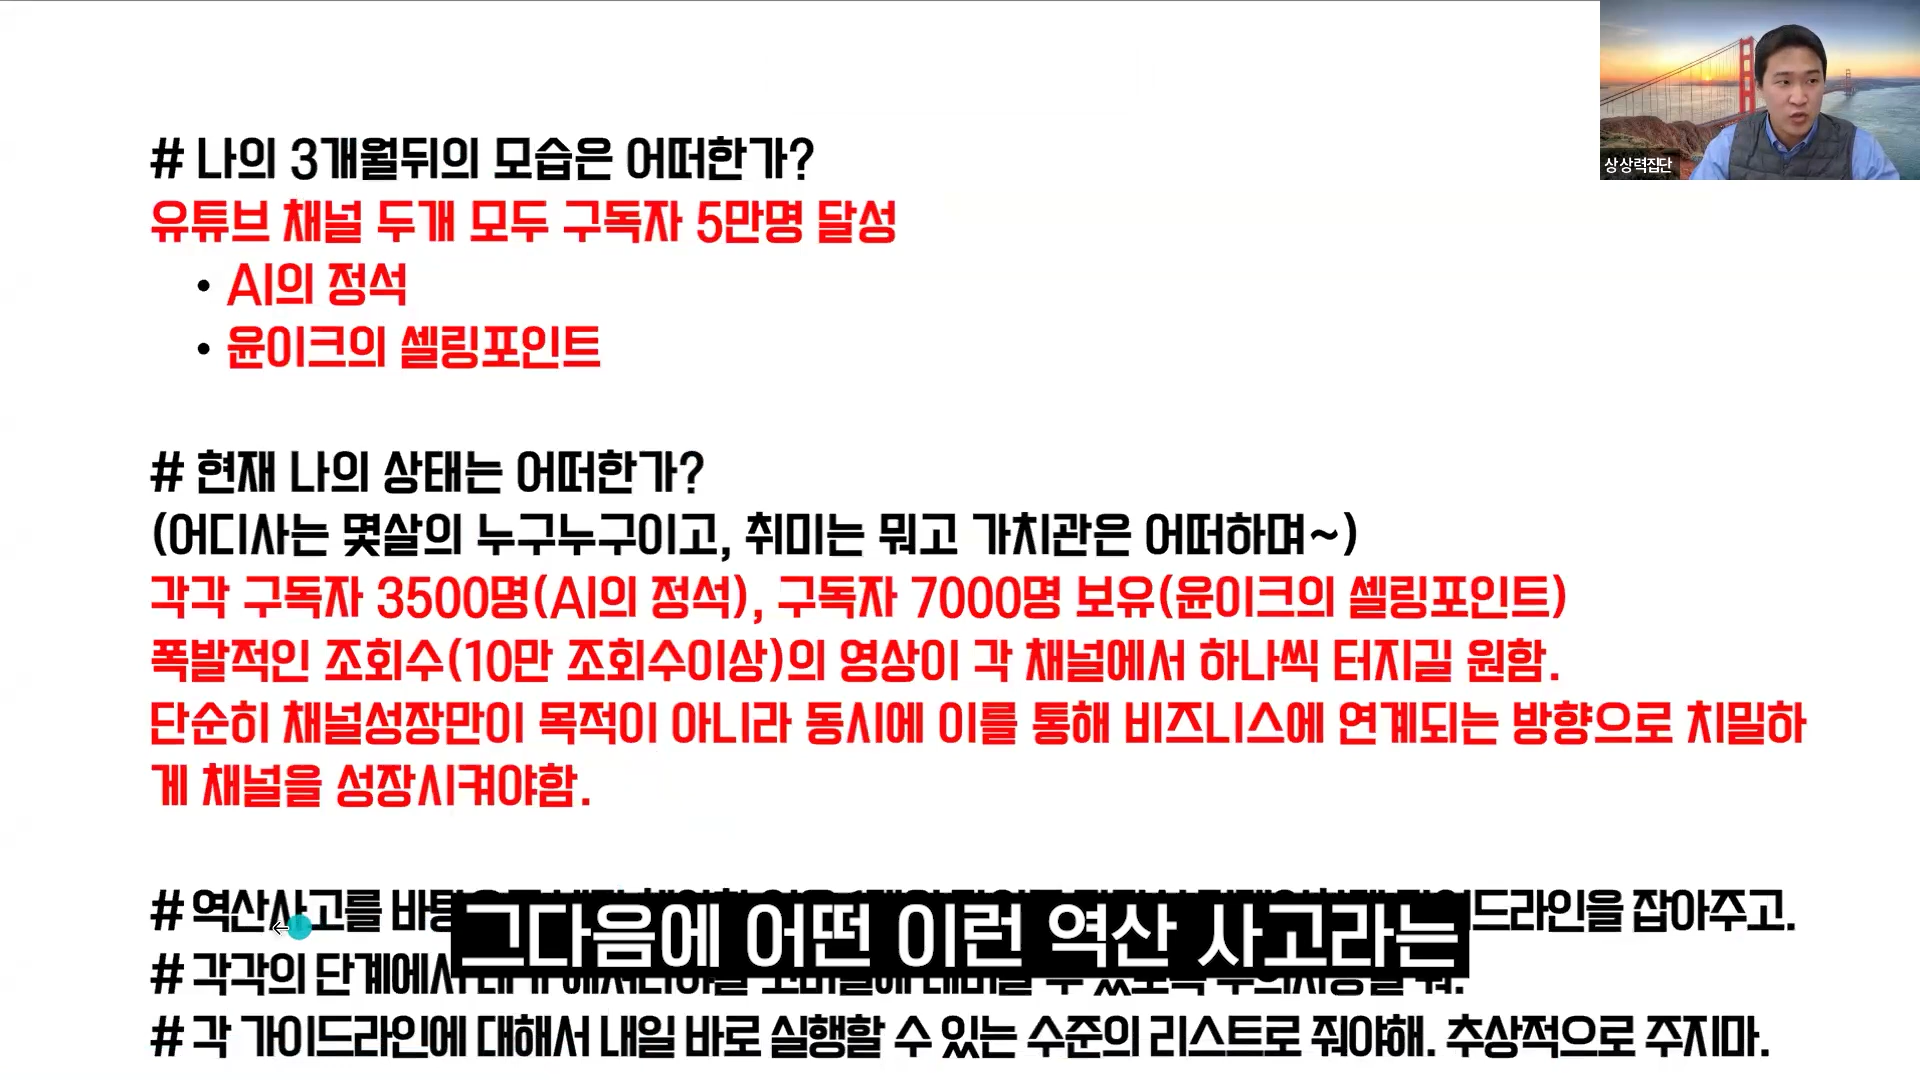 상상력집단
# 나의 3개월뒤의 모습은 어떠한가?
유튜브 채널 두개 모두 구독자 5만명 달성
• AI의 정석
• 윤이크의 셀링포인트
# 현재 나의 상태는 어떠한가?
(어디사는 몇살의 누구누구이고, 취미는 뭐고 가치관은 어떠하며~)
각각 구독자 3500명(AI의 정석), 구독자 7000명 보유(윤이크의 셀링포인트)
폭발적인 조회수(10만 조회수이상)의 영상이 각 채널에서 하나씩 터지길 원함.
단순히 채널성장만이 목적이 아니라 동시에 이를 통해 비즈니스에 연계되는 방향으로 치밀하
게 채널을 성장시켜야함.
# 역산사고를 잡아주고.
그다음에 어떤 이런 역산 사고라는
# 각각의 단계에서
# 각 가이드라인에 대해서 내일 바로 실행할 수 있는 수준의 리스트로 줘야해. 추상적으로 주지마.